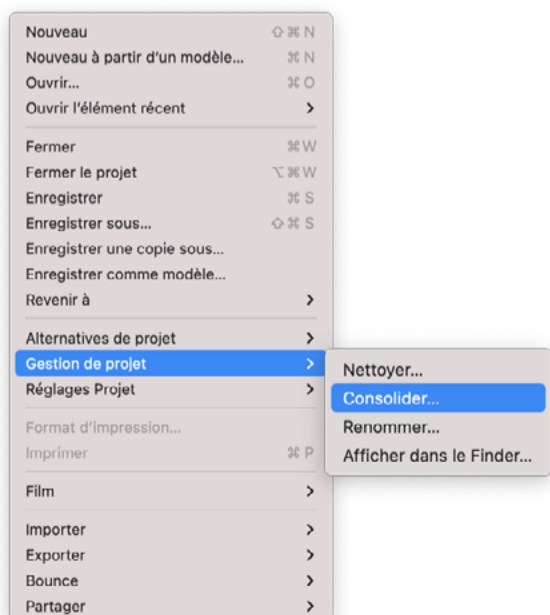 Nouveau ⇧⌘N
Nouveau à partir d'un modèle... ⌘N
Ouvrir... ⌘O
Ouvrir l'élément récent >
Fermer ⌘W
Fermer le projet ⌥⌘W
Enregistrer ⌘S
Enregistrer sous... ⇧⌘S
Enregistrer une copie sous...
Enregistrer comme modèle...
Revenir à >
Alternatives de projet >
Gestion de projet >
Réglages Projet >
Format d'impression...
Imprimer ⌘P
Film >
Importer >
Exporter >
Bounce >
Partager >
Nettoyer...
Consolider...
Renommer...
Afficher dans le Finder...